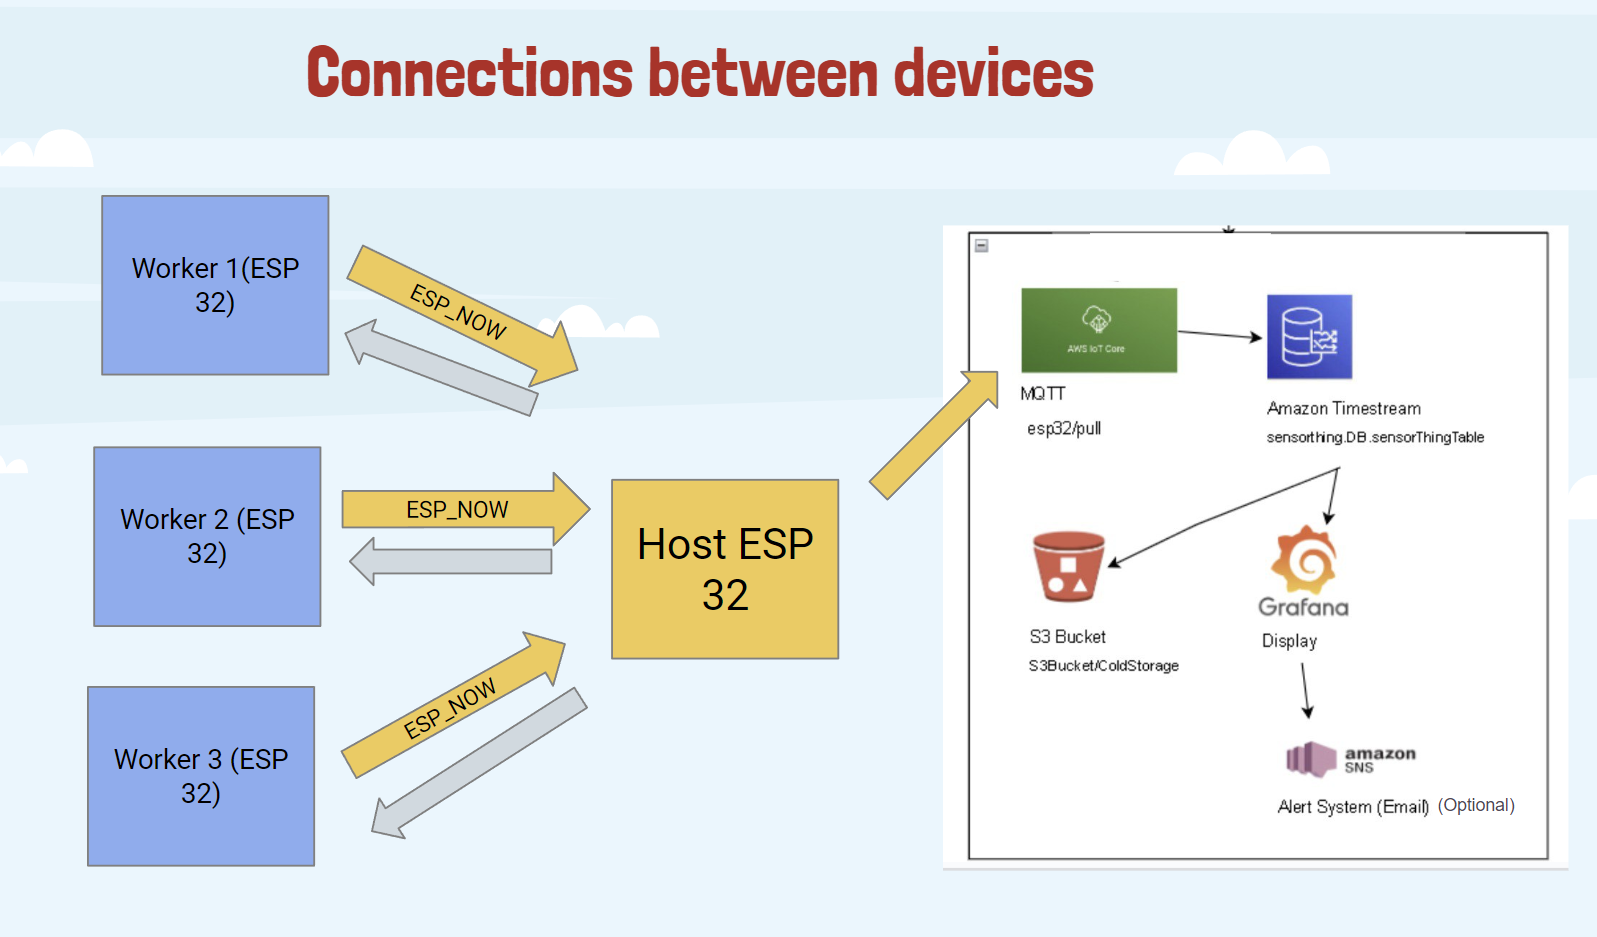 Connections between devices
Worker 1(ESP
32)
ESP_NOW
Worker 2 (ESP
32)
ESP_NOW
Worker 3 (ESP
32)
ESP_NOW
Host ESP
32
AWS IoT Core
MQTT
esp32/pull
Amazon Timestream
sensorthing.DB.sensorThingTable
S3 Bucket
S3Bucket/ColdStorage
Grafana
Display
amazon
SNS
Alert System (Email) (Optional)